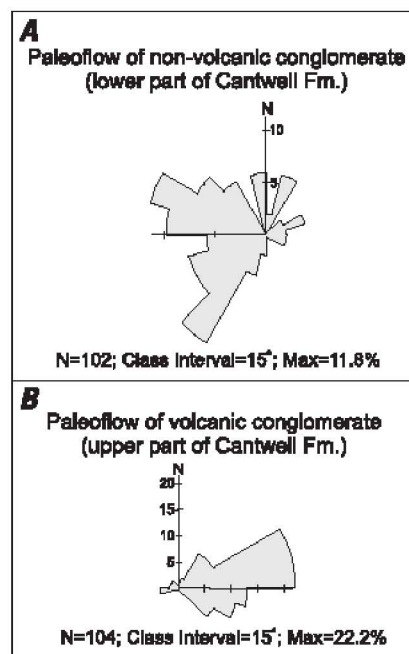 A
Paleoflow of non-volcanic conglomerate
(lower part of Cantwell Fm.)
N
10
5
N=102; Class Interval=15°; Max=11.8%
B
Paleoflow of volcanic conglomerate
(upper part of Cantwell Fm.)
N
20
15
10
5
N=104; Class Interval=15°; Max=22.2%